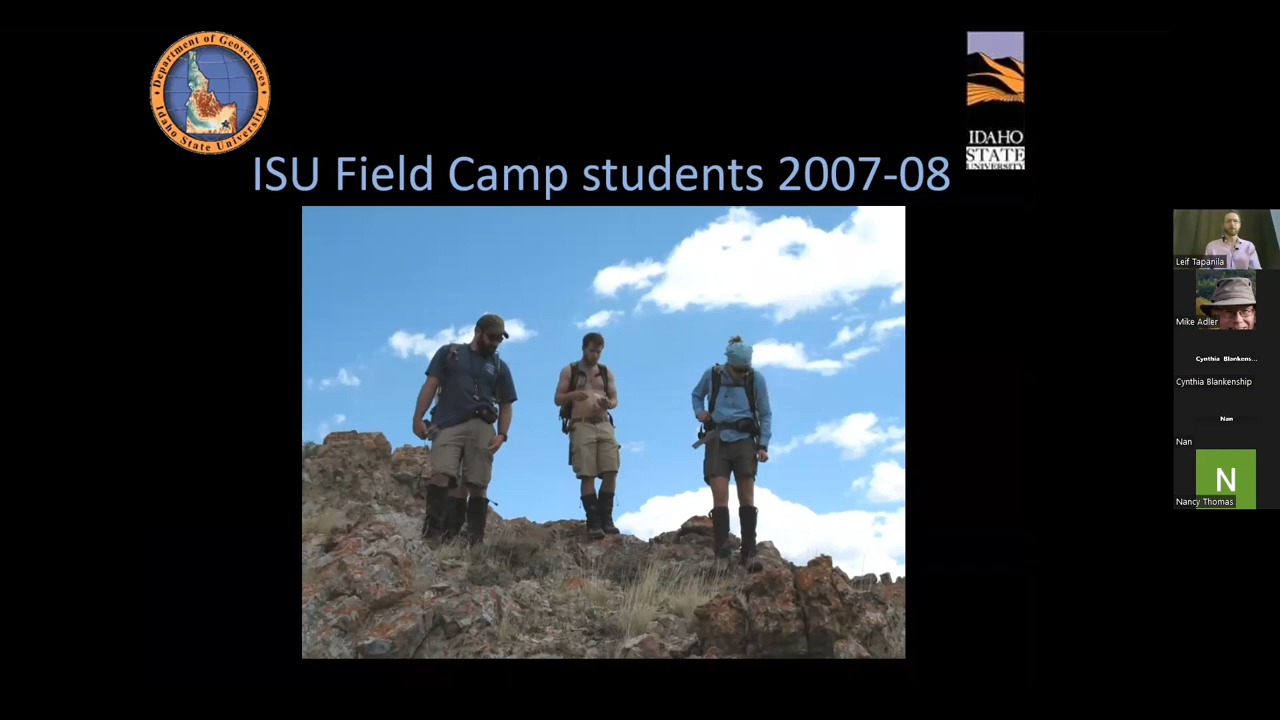 Department of Geosciences
Idaho State University
IDAHO
STATE
UNIVERSITY
ISU Field Camp students 2007-08
Leif Tapanila
Mike Adler
Cynthia Blankens...
Cynthia Blankenship
Nan
Nan
N
Nancy Thomas